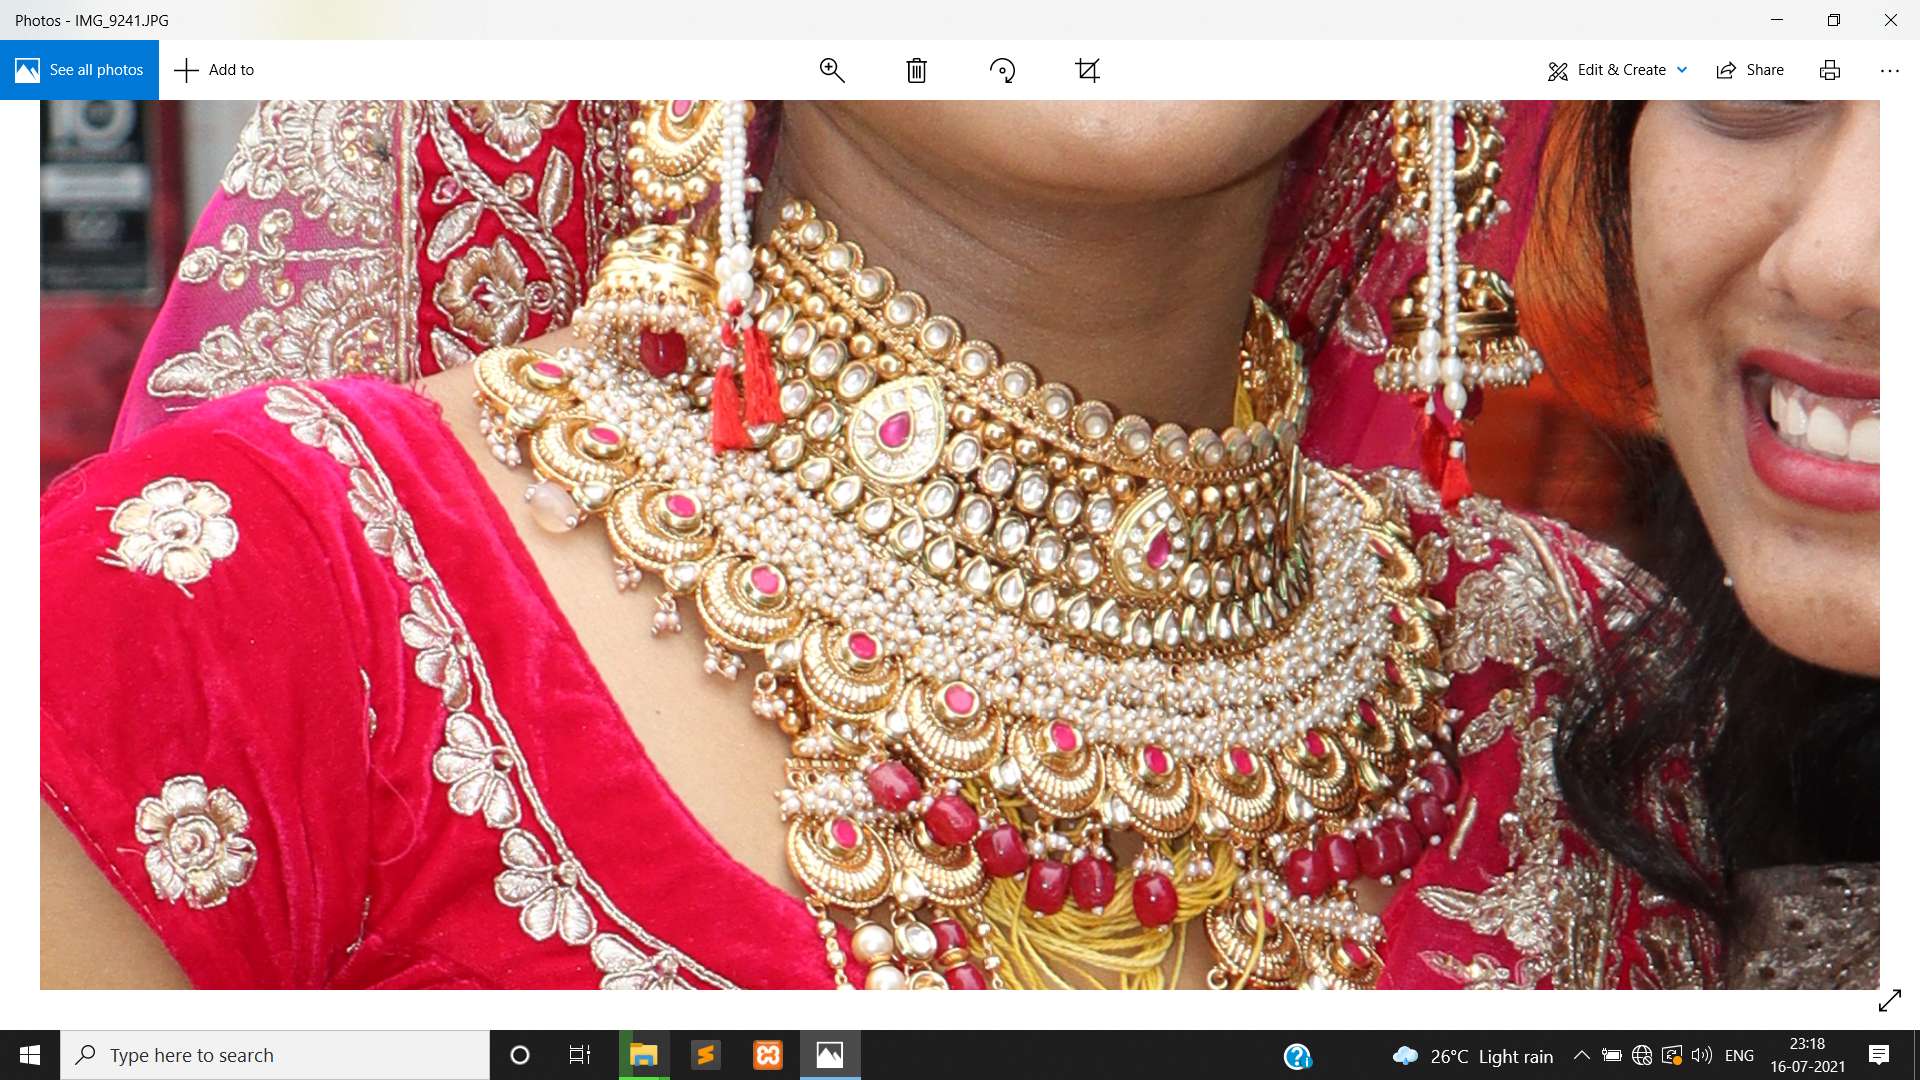 Photos - IMG_9241.JPG
See all photos
Add to
Edit & Create
Share
10
Type here to search
26°C Light rain
ENG
23:18
16-07-2021